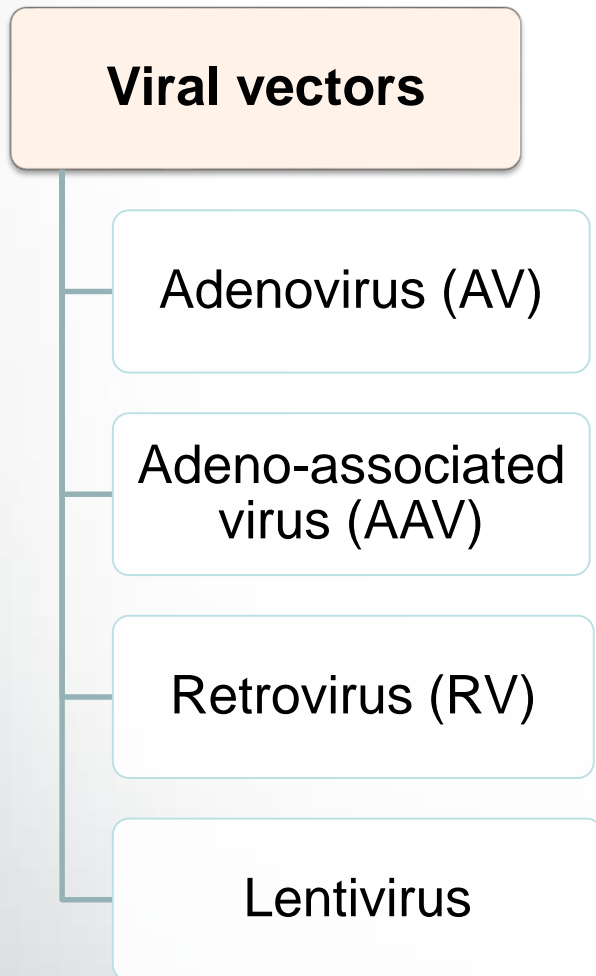 Viral vectors
Adenovirus (AV)
Adeno-associated
virus (AAV)
Retrovirus (RV)
Lentivirus